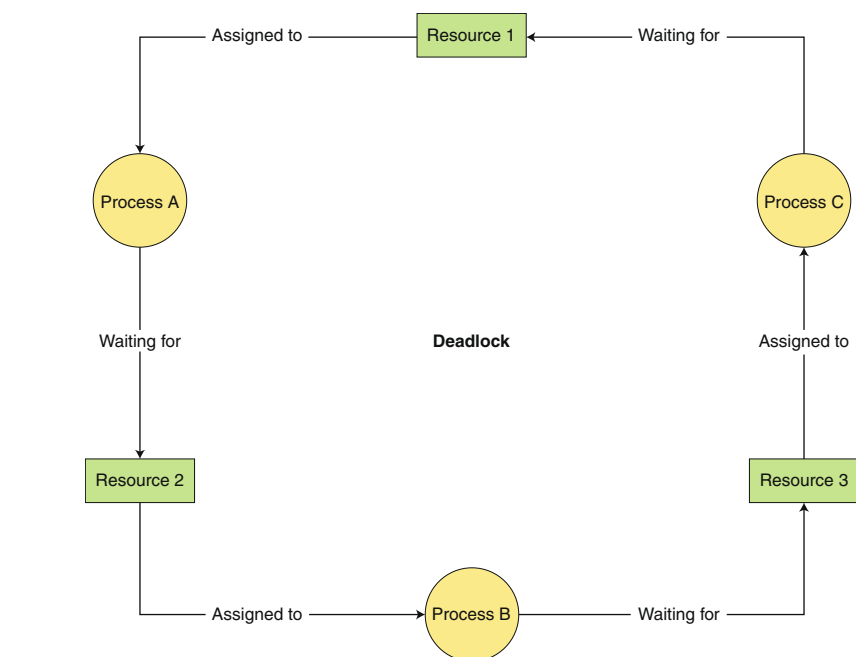 Assigned to
Resource 1
Waiting for
Process A
Process C
Waiting for
Deadlock
Assigned to
Resource 2
Resource 3
Assigned to
Process B
Waiting for